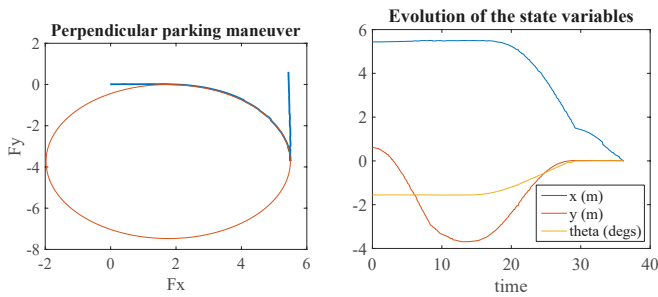 Perpendicular parking maneuver
2
0
-2
-4
-6
-8
Fy
-2
0
2
4
6
Fx
Evolution of the state variables
6
4
2
0
-2
-4
0
10
20
30
40
time
x (m)
y (m)
theta (degs)